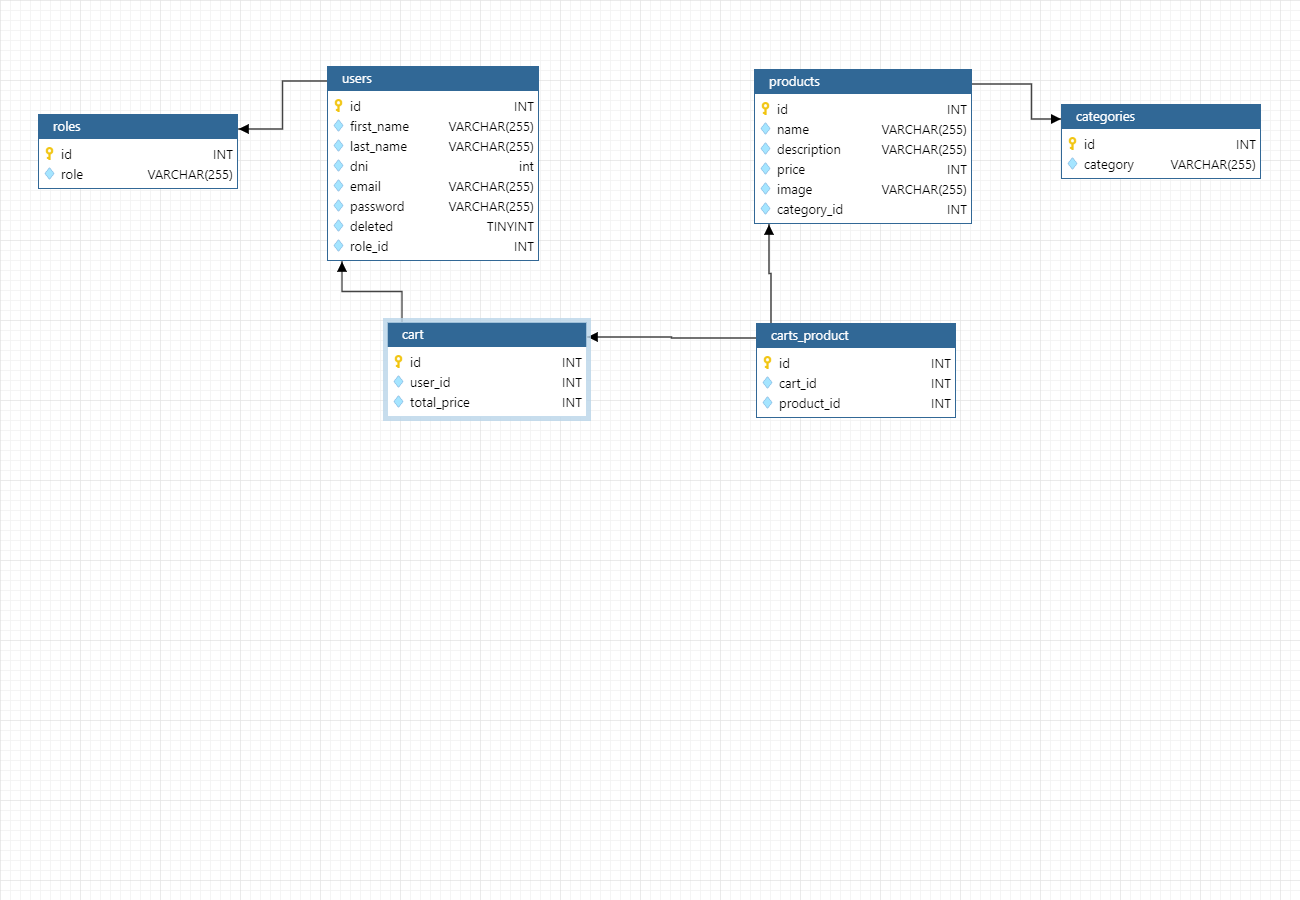 users
id INT
first_name VARCHAR(255)
last_name VARCHAR(255)
dni int
email VARCHAR(255)
password VARCHAR(255)
deleted TINYINT
role_id INT
products
id INT
name VARCHAR(255)
description VARCHAR(255)
price INT
image VARCHAR(255)
category_id INT
roles
id INT
role VARCHAR(255)
categories
id INT
category VARCHAR(255)
cart
id INT
user_id INT
total_price INT
carts_product
id INT
cart_id INT
product_id INT